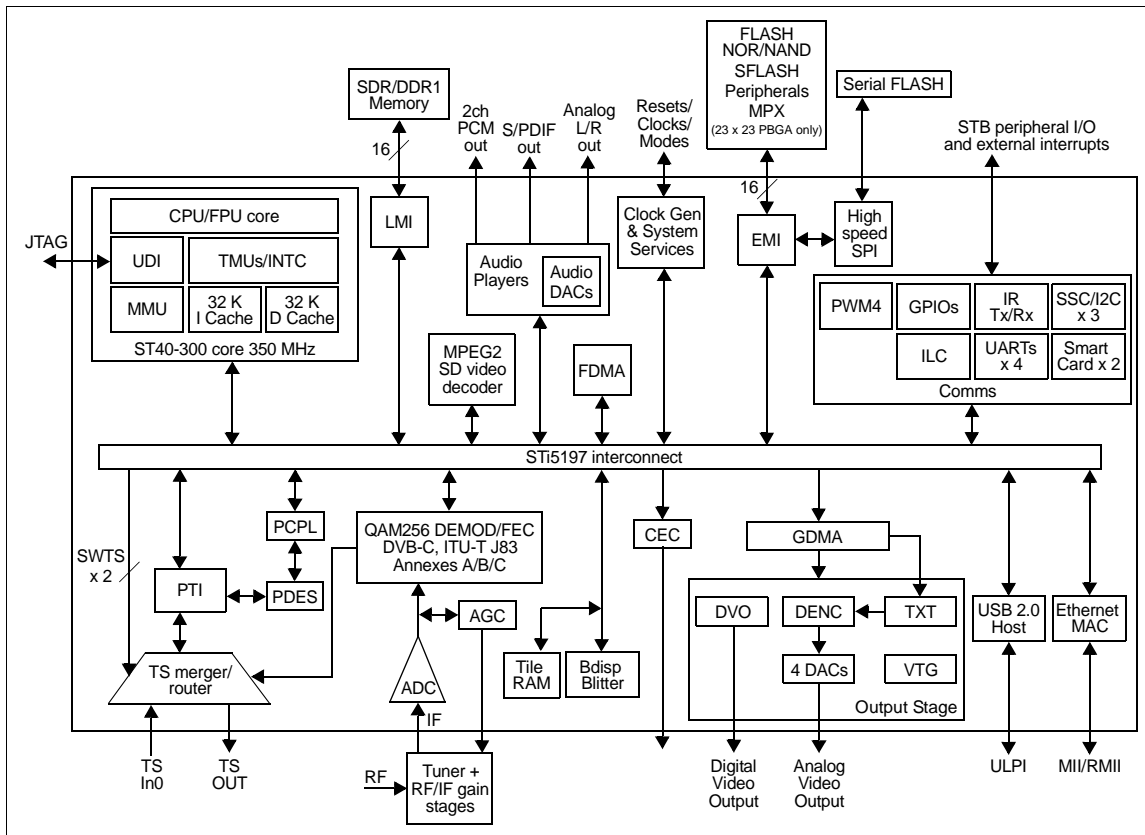 FLASH
NOR/NAND
SFLASH
Peripherals
MPX
(23 x 23 PBGA only)
SDR/DDR1
Memory
Serial FLASH
2ch
PCM
out
S/PDIF
out
Analog
L/R out
Resets/
Clocks/
Modes
STB peripheral I/O
and external interrupts
16
16
JTAG
CPU/FPU core
UDI
TMUs/INTC
MMU
32 K
I Cache
32 K
D Cache
ST40-300 core 350 MHz
LMI
Audio
Players
Audio
DACs
Clock Gen
& System
Services
EMI
High
speed
SPI
PWM4
GPIOs
IR
Tx/Rx
SSC/I2C
x 3
ILC
UARTs
x 4
Smart
Card x 2
Comms
MPEG2
SD video
decoder
FDMA
STi5197 interconnect
SWTS
x 2
PCPL
PTI
PDES
QAM256 DEMOD/FEC
DVB-C, ITU-T J83
Annexes A/B/C
CEC
GDMA
AGC
ADC
IF
Tile
RAM
Bdisp
Blitter
DVO
DENC
TXT
4 DACs
VTG
Output Stage
USB 2.0
Host
Ethernet
MAC
TS merger/
router
TS
In0
TS
OUT
RF
Tuner +
RF/IF gain
stages
Digital
Video
Output
Analog
Video
Output
ULPI
MII/RMII